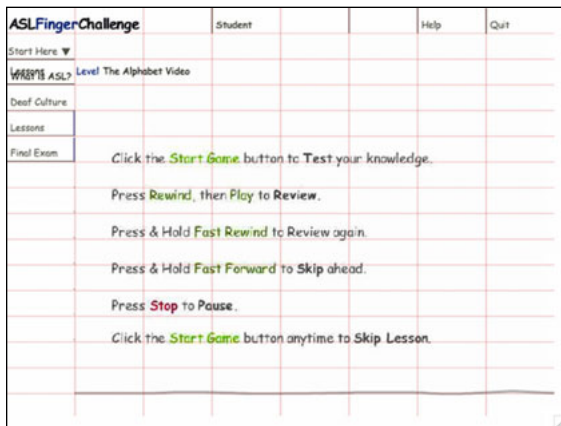 ASLFingerChallenge Student Help Quit
Start Here ▼
Lessons
What is ASL? Level The Alphabet Video
Deaf Culture
Lessons
Final Exam
Click the Start Game button to Test your knowledge.
Press Rewind, then Play to Review.
Press & Hold Fast Rewind to Review again.
Press & Hold Fast Forward to Skip ahead.
Press Stop to Pause.
Click the Start Game button anytime to Skip Lesson.